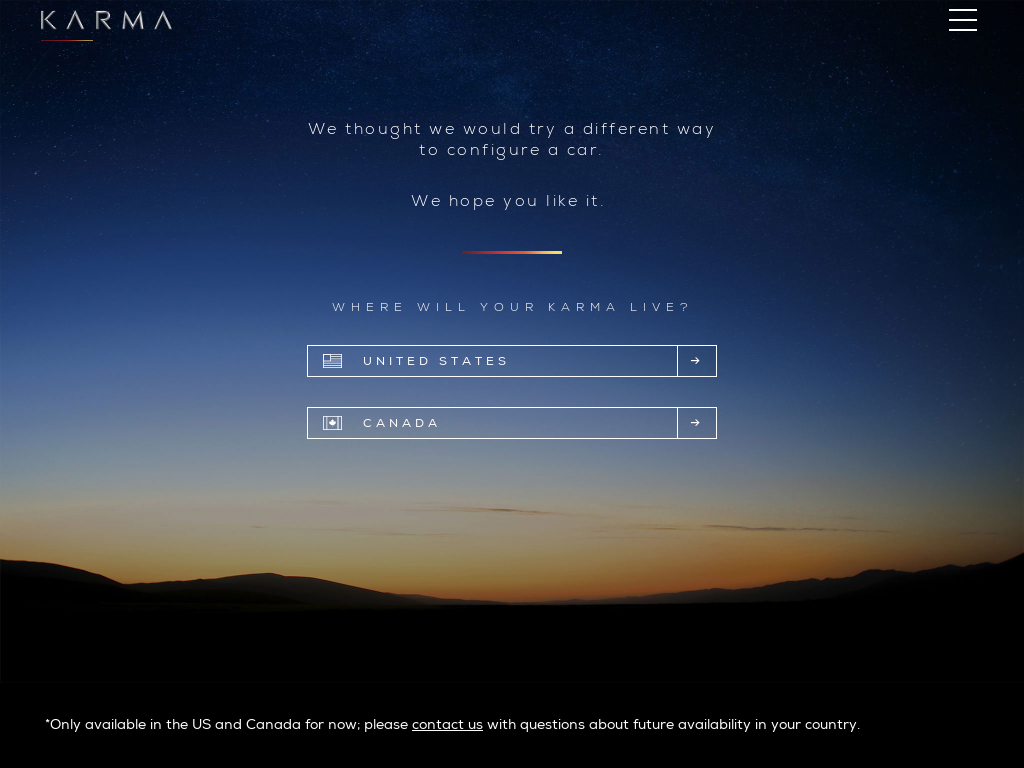 KARMA
We thought we would try a different way
to configure a car.
We hope you like it.
WHERE WILL YOUR KARMA LIVE?
UNITED STATES →
CANADA →
*Only available in the US and Canada for now; please contact us with questions about future availability in your country.